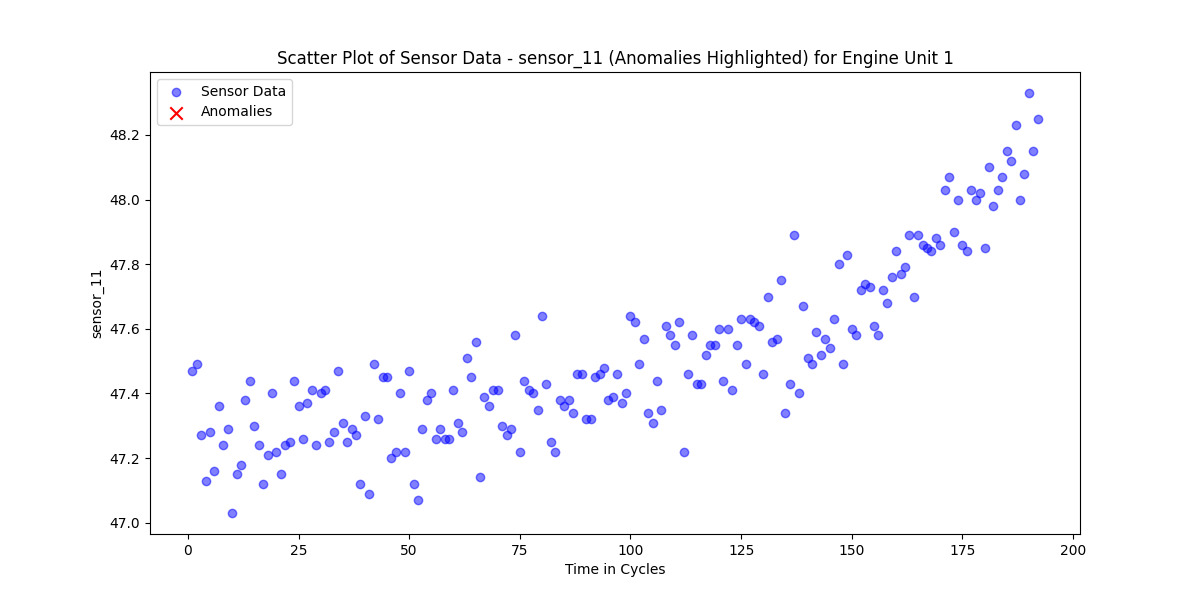 Scatter Plot of Sensor Data - sensor_11 (Anomalies Highlighted) for Engine Unit 1
Sensor Data
Anomalies
48.2
48.0
47.8
47.6
47.4
47.2
47.0
sensor_11
0 25 50 75 100 125 150 175 200
Time in Cycles